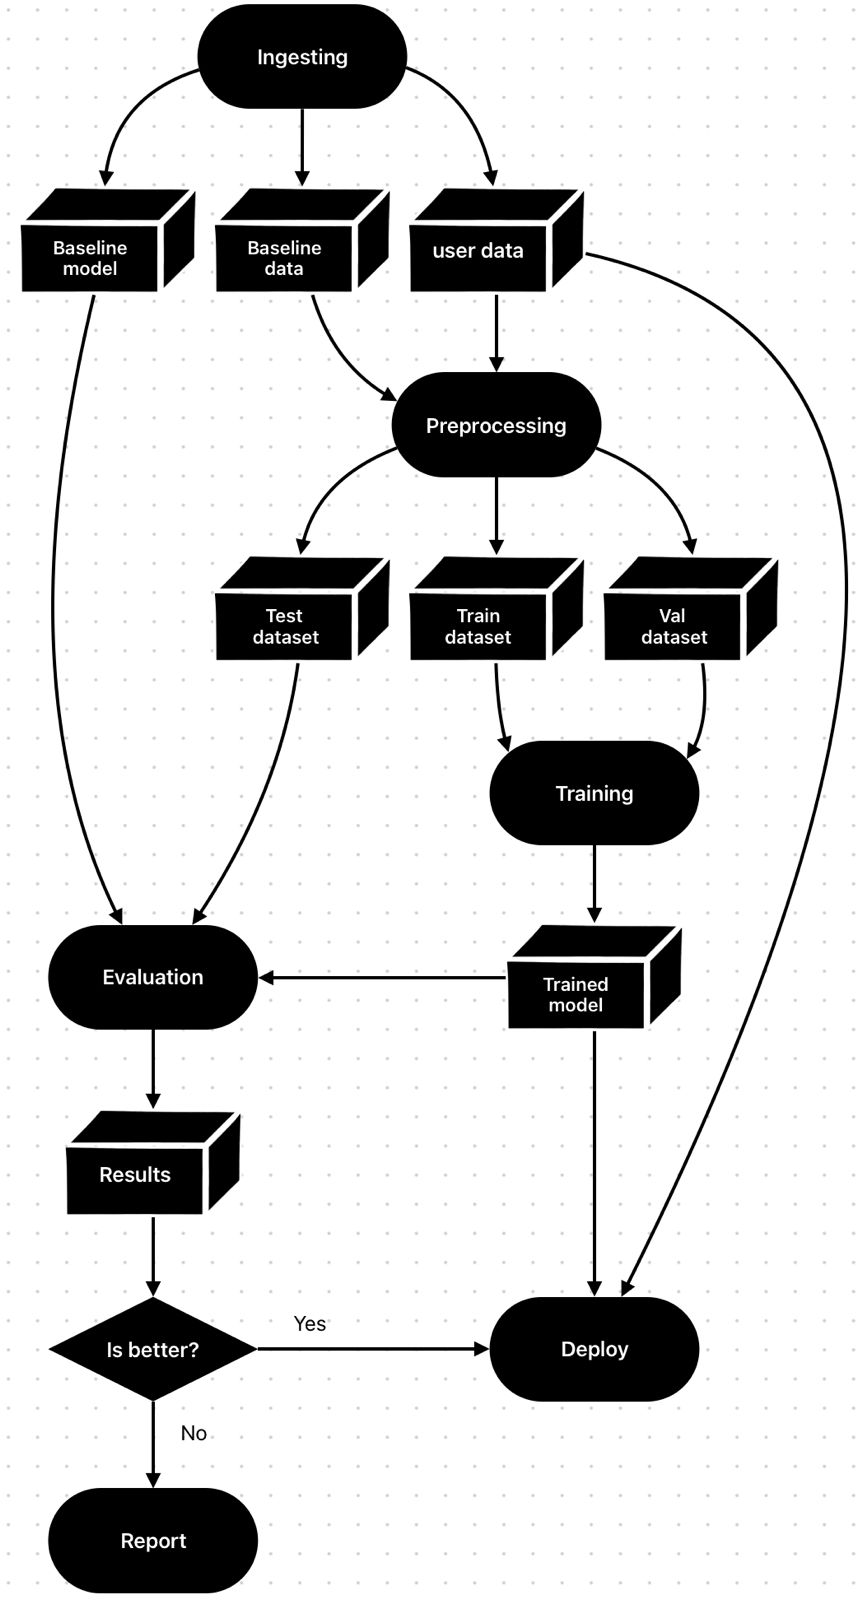 Ingesting
Baseline
model
Baseline
data
user data
Preprocessing
Test
dataset
Train
dataset
Val
dataset
Training
Evaluation
Trained
model
Results
Is better?
Yes
Deploy
No
Report